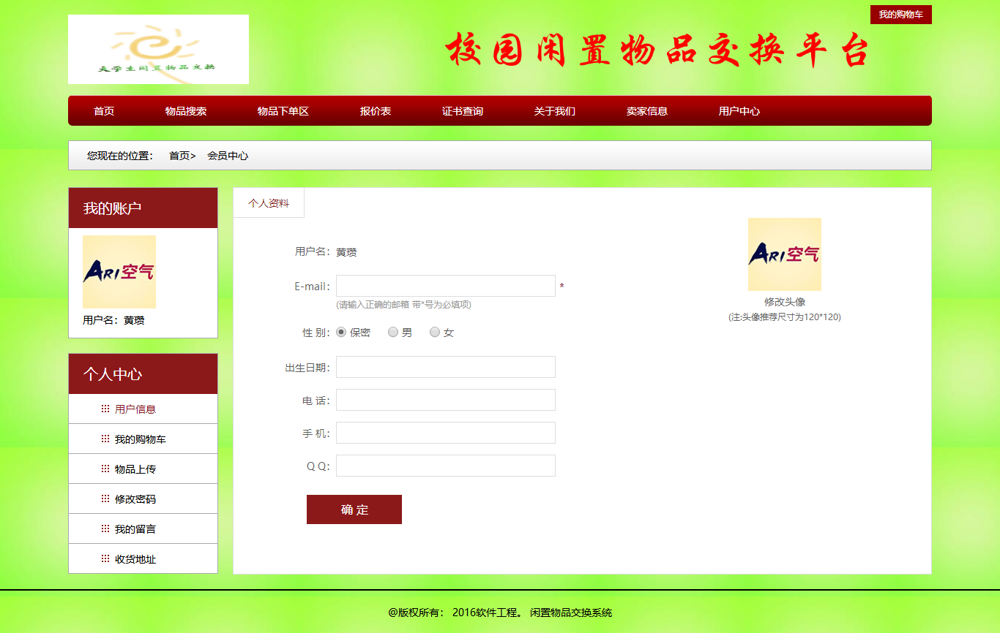 我的购物车
大学生闲置物品交换
校园闲置物品交换平台
首页 物品搜索 物品下单区 报价表 证书查询 关于我们 卖家信息 用户中心
您现在的位置： 首页> 会员中心
我的账户
ARI空气
用户名：黄瓒
个人中心
用户信息
我的购物车
物品上传
修改密码
我的留言
收货地址
个人资料
用户名：黄瓒
E-mail： *
(请输入正确的邮箱 带*号为必填项)
性 别： 保密 男 女
出生日期：
电 话：
手 机：
Q Q：
确 定
ARI空气
修改头像
(注:头像推荐尺寸为120*120)
@版权所有： 2016软件工程。 闲置物品交换系统